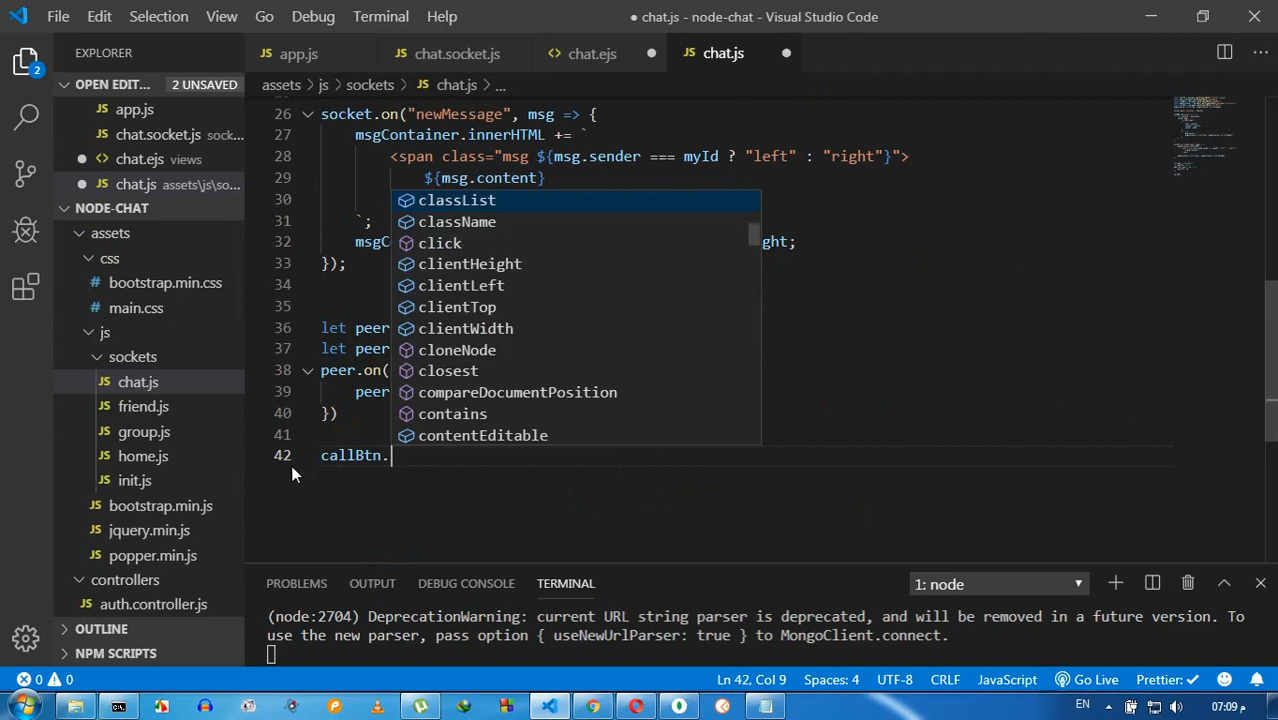 File Edit Selection View Go Debug Terminal Help
● chat.js - node-chat - Visual Studio Code
EXPLORER
JS app.js
JS chat.socket.js
<> chat.ejs ●
JS chat.js ●
OPEN EDIT... 2 UNSAVED
assets > js > sockets > JS chat.js > ...
JS app.js
JS chat.socket.js sock...
● <> chat.ejs views
● JS chat.js assets\js\so...
NODE-CHAT
assets
css
bootstrap.min.css
main.css
js
sockets
JS chat.js
JS friend.js
JS group.js
JS home.js
JS init.js
JS bootstrap.min.js
JS jquery.min.js
JS popper.min.js
controllers
JS auth.controller.js
OUTLINE
NPM SCRIPTS
2
26 socket.on("newMessage", msg => {
27 msgContainer.innerHTML += `
28 <span class="msg ${msg.sender === myId ? "left" : "right"}">
29 ${msg.content}
30
31 `;
32 msgC ght;
33 });
34
35
36 let peer
37 let peer
38 peer.on(
39 peer
40 })
41
42 callBtn.
classList
className
click
clientHeight
clientLeft
clientTop
clientWidth
cloneNode
closest
compareDocumentPosition
contains
contentEditable
PROBLEMS OUTPUT DEBUG CONSOLE TERMINAL 1: node
(node:2704) DeprecationWarning: current URL string parser is deprecated, and will be removed in a future version. To
use the new parser, pass option { useNewUrlParser: true } to MongoClient.connect.
0 0 Ln 42, Col 9 Spaces: 4 UTF-8 CRLF JavaScript Go Live Prettier: ✓
EN 07:09 م